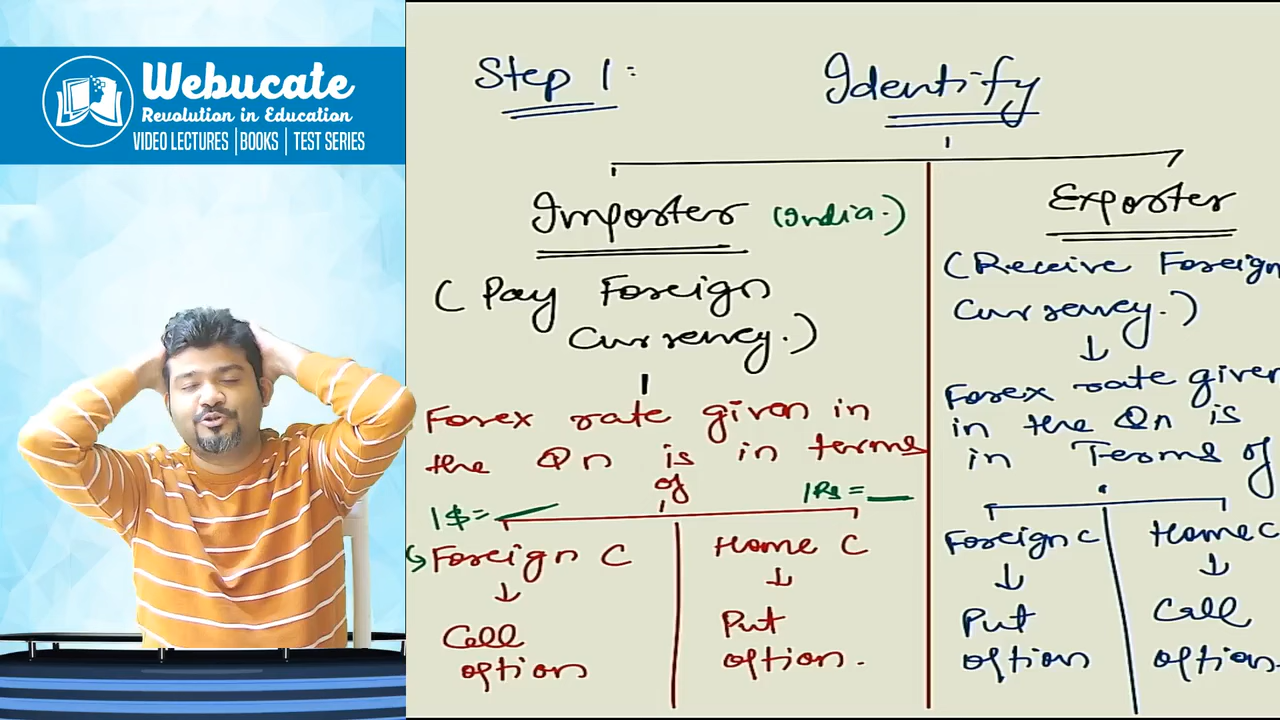 Webucate
Revolution in Education
VIDEO LECTURES | BOOKS | TEST SERIES
Step 1:
Identify
Importer (India.)
(Pay Foreign
Currency.)
Forex rate given in
the Qn is in terms
of
1$=
1Rs =
Foreign C
Call
option
Home C
Put
option.
Exporter
(Receive Foreign
Currency.)
Forex rate given
in the Qn is
in Terms of
Foreign C
Put
option
Home C
Call
option.